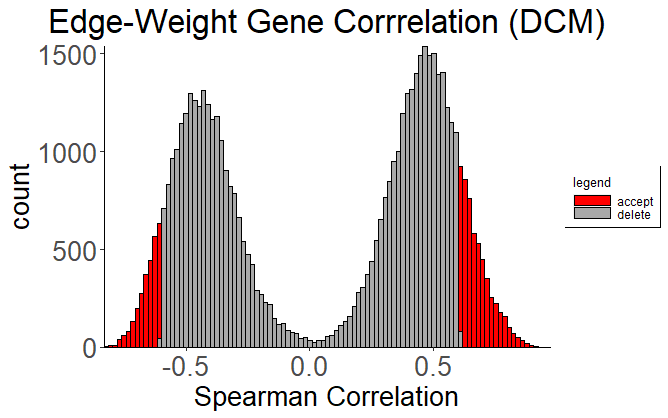 Edge-Weight Gene Corrrelation (DCM)
1500
1000
500
0
count
-0.5 0.0 0.5
Spearman Correlation
legend
accept
delete